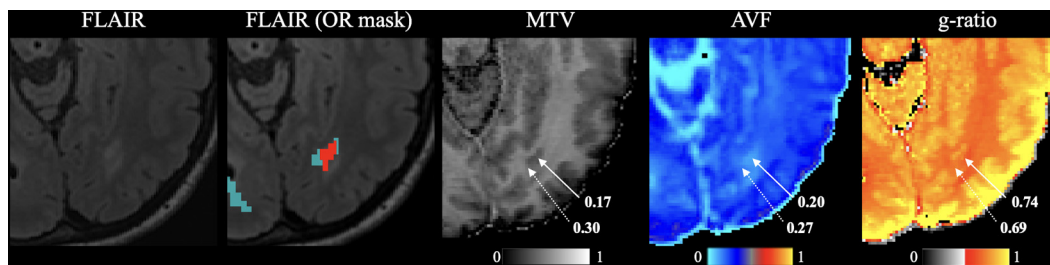 FLAIR
FLAIR (OR mask)
MTV
AVF
g-ratio
0.17
0.30
0.20
0.27
0.74
0.69
0 1
0 1
0 1